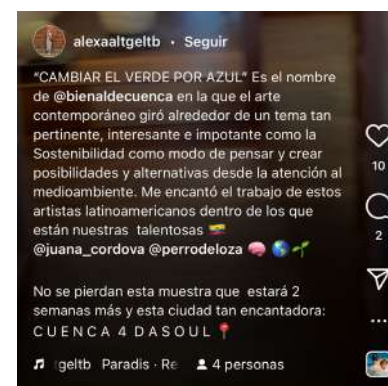 alexaaltgeltb · Seguir
“CAMBIAR EL VERDE POR AZUL” Es el nombre
de @bienaldecuenca en la que el arte
contemporáneo giró alrededor de un tema tan
pertinente, interesante e impotante como la
Sostenibilidad como modo de pensar y crear
posibilidades y alternativas desde la atención al
medioambiente. Me encantó el trabajo de estos
artistas latinoamericanos dentro de los que
están nuestras talentosas 🇪🇨
@juana_cordova @perrodeloza 🧠 🌎 🌱
No se pierdan esta muestra que estará 2
semanas más y esta ciudad tan encantadora:
C U E N C A 4 D A S O U L 📍
geltb Paradis · Re 4 personas
10
2